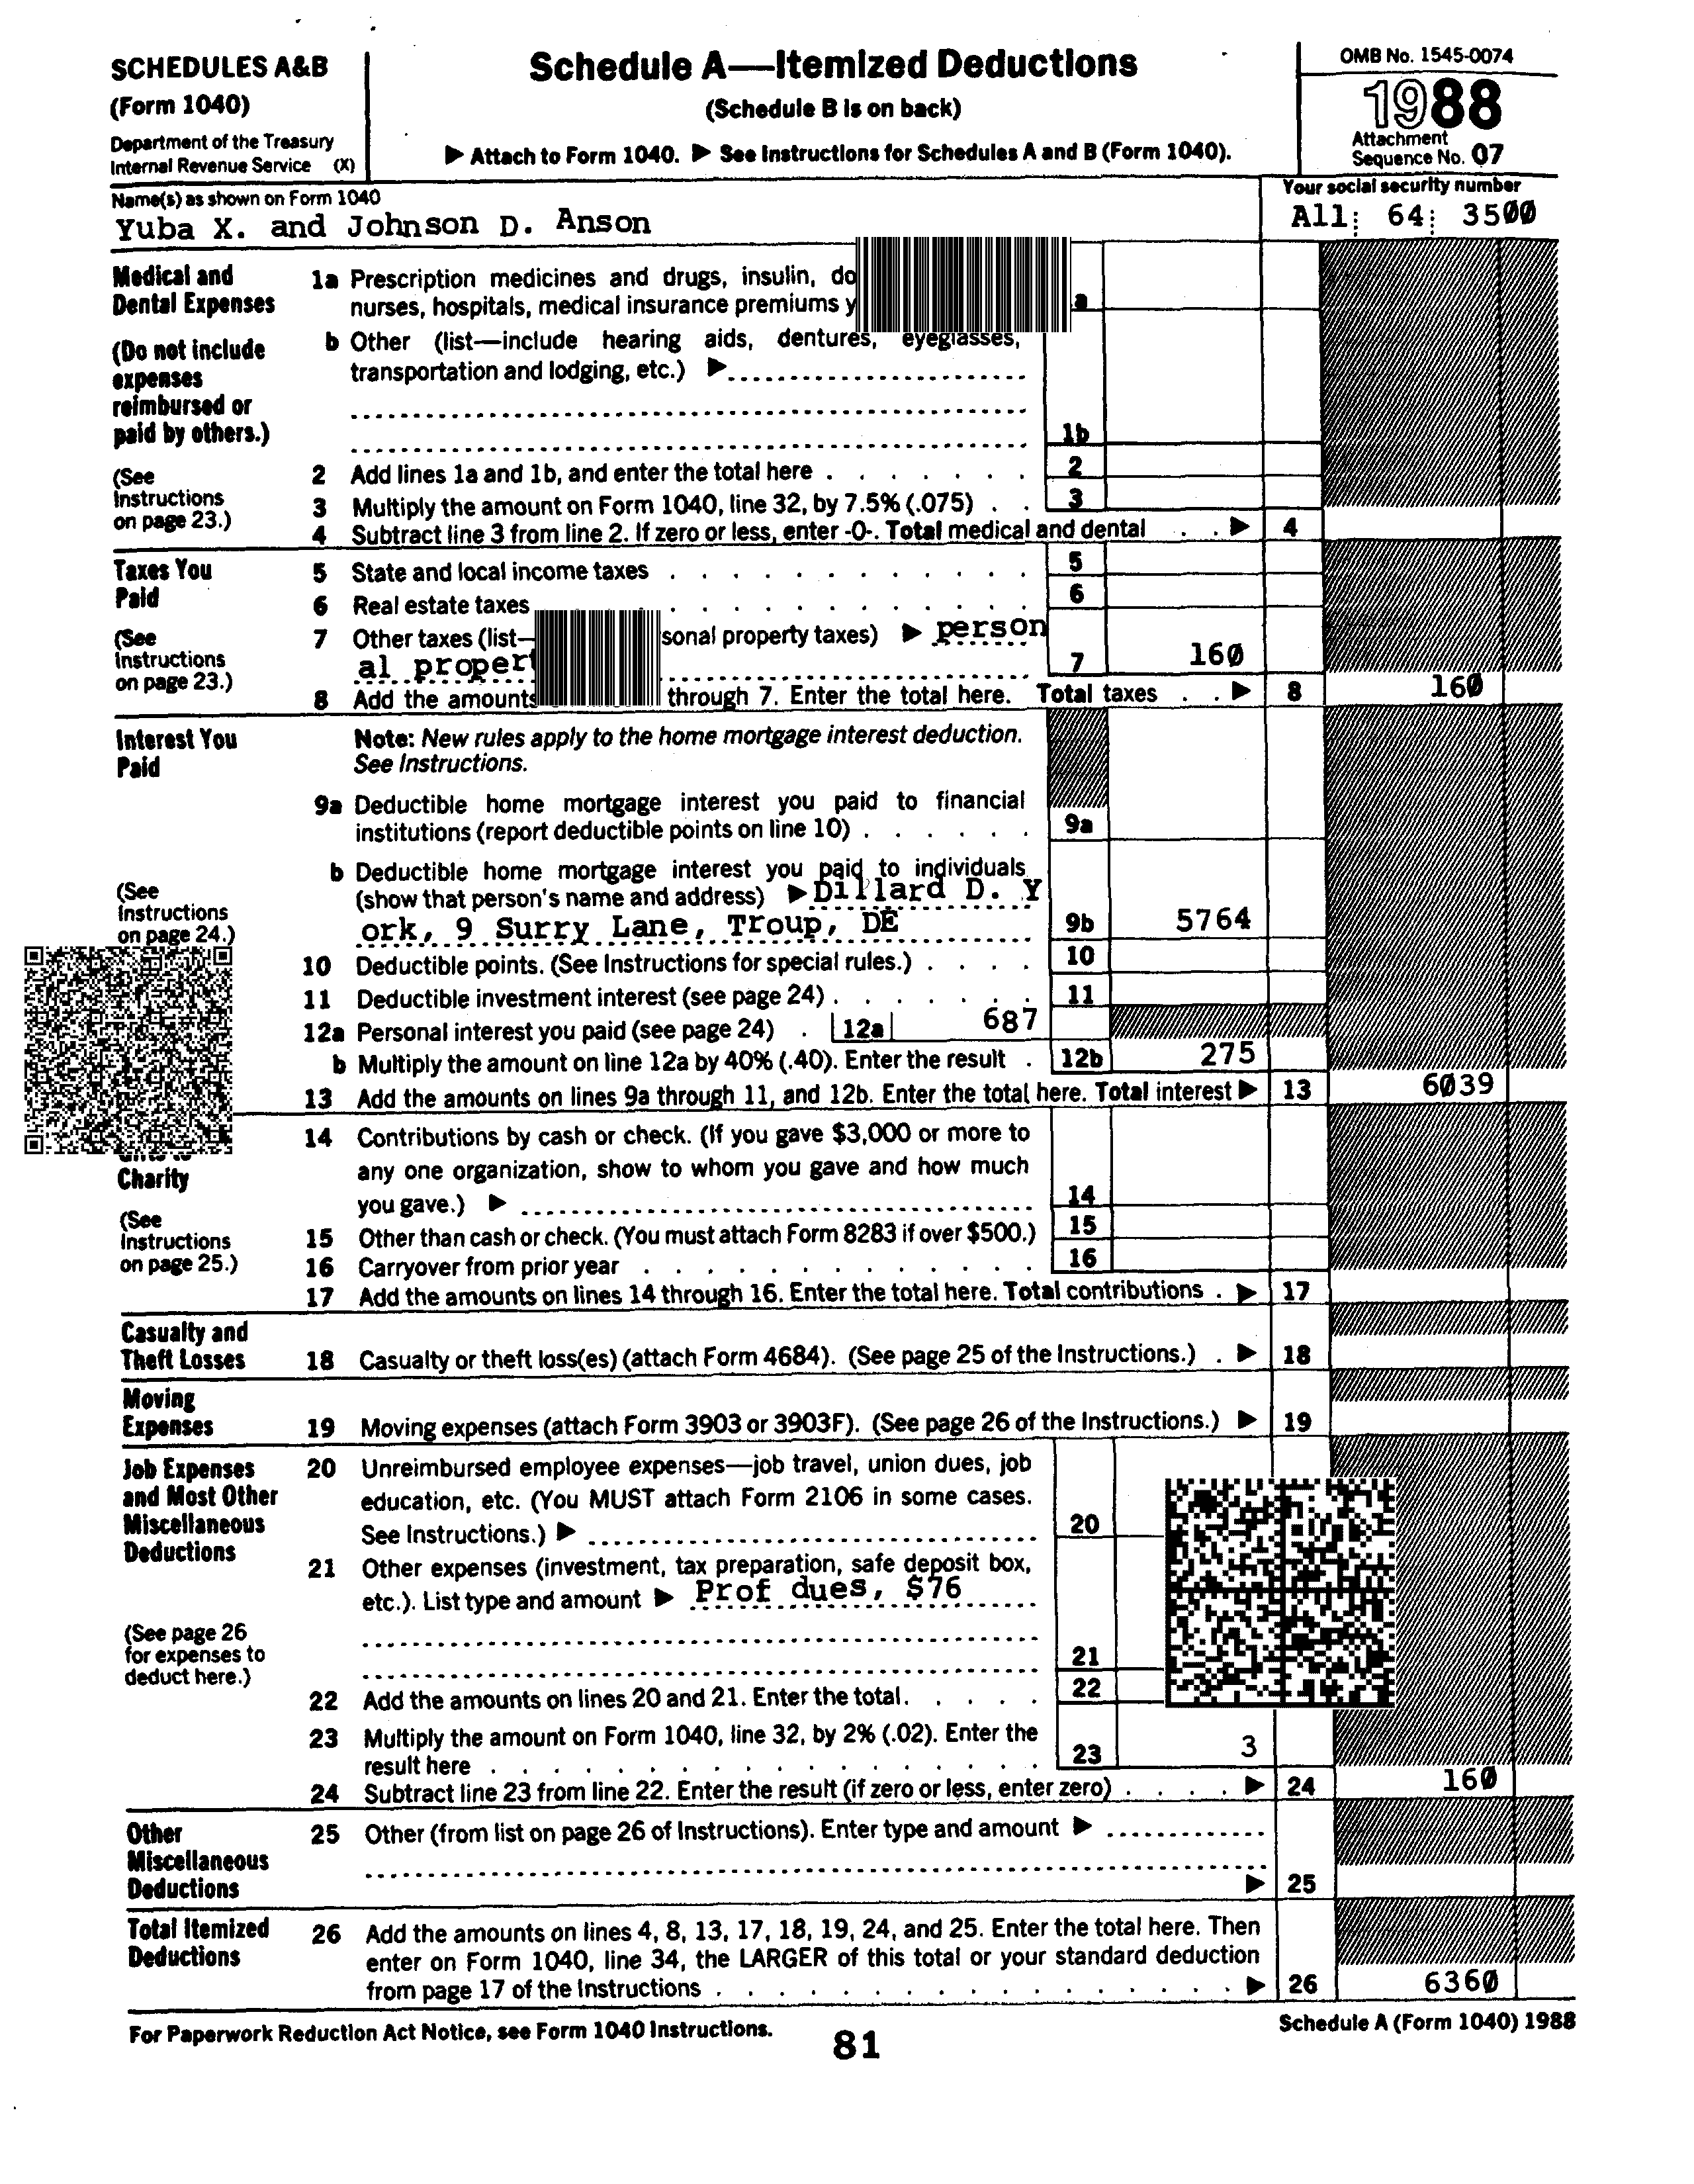 SCHEDULES A&B
(Form 1040)
Department of the Treasury
Internal Revenue Service (X)
Schedule A—Itemized Deductions
(Schedule B is on back)
▶ Attach to Form 1040. ▶ See Instructions for Schedules A and B (Form 1040).
OMB No. 1545-0074
1988
Attachment
Sequence No. 07
Name(s) as shown on Form 1040
Yuba X. and Johnson D. Anson
Your social security number
All: 64: 3500
Medical and
Dental Expenses
(Do not include
expenses
reimbursed or
paid by others.)
(See
Instructions
on page 23.)
1a Prescription medicines and drugs, insulin, do
nurses, hospitals, medical insurance premiums y
a
b Other (list—include hearing aids, dentures, eyeglasses,
transportation and lodging, etc.) ▶
1b
2 Add lines 1a and 1b, and enter the total here 2
3 Multiply the amount on Form 1040, line 32, by 7.5% (.075) 3
4 Subtract line 3 from line 2. If zero or less, enter -0-. Total medical and dental ▶ 4
Taxes You
Paid
(See
Instructions
on page 23.)
5 State and local income taxes 5
6 Real estate taxes 6
7 Other taxes (list— sonal property taxes) ▶ person
al proper 7 160
8 Add the amounts through 7. Enter the total here. Total taxes ▶ 8 160
Interest You
Paid
(See
Instructions
on page 24.)
Note: New rules apply to the home mortgage interest deduction.
See Instructions.
9a Deductible home mortgage interest you paid to financial
institutions (report deductible points on line 10) 9a
b Deductible home mortgage interest you paid to individuals
(show that person's name and address) ▶ Dillard D. Y
ork, 9 Surry Lane, Troup, DE 9b 5764
10 Deductible points. (See Instructions for special rules.) 10
11 Deductible investment interest (see page 24) 11
12a Personal interest you paid (see page 24) 12a 687
b Multiply the amount on line 12a by 40% (.40). Enter the result 12b 275
13 Add the amounts on lines 9a through 11, and 12b. Enter the total here. Total interest ▶ 13 6039
Charity
(See
Instructions
on page 25.)
14 Contributions by cash or check. (If you gave $3,000 or more to
any one organization, show to whom you gave and how much
you gave.) ▶ 14
15 Other than cash or check. (You must attach Form 8283 if over $500.) 15
16 Carryover from prior year 16
17 Add the amounts on lines 14 through 16. Enter the total here. Total contributions ▶ 17
Casualty and
Theft Losses
18 Casualty or theft loss(es) (attach Form 4684). (See page 25 of the Instructions.) ▶ 18
Moving
Expenses
19 Moving expenses (attach Form 3903 or 3903F). (See page 26 of the Instructions.) ▶ 19
Job Expenses
and Most Other
Miscellaneous
Deductions
(See page 26
for expenses to
deduct here.)
20 Unreimbursed employee expenses—job travel, union dues, job
education, etc. (You MUST attach Form 2106 in some cases.
See Instructions.) ▶ 20
21 Other expenses (investment, tax preparation, safe deposit box,
etc.). List type and amount ▶ Prof dues, $76
21
22 Add the amounts on lines 20 and 21. Enter the total. 22
23 Multiply the amount on Form 1040, line 32, by 2% (.02). Enter the
result here 23 3
24 Subtract line 23 from line 22. Enter the result (if zero or less, enter zero) ▶ 24 160
Other
Miscellaneous
Deductions
25 Other (from list on page 26 of Instructions). Enter type and amount ▶
▶ 25
Total Itemized
Deductions
26 Add the amounts on lines 4, 8, 13, 17, 18, 19, 24, and 25. Enter the total here. Then
enter on Form 1040, line 34, the LARGER of this total or your standard deduction
from page 17 of the Instructions ▶ 26 6360
For Paperwork Reduction Act Notice, see Form 1040 Instructions.
81
Schedule A (Form 1040) 1988